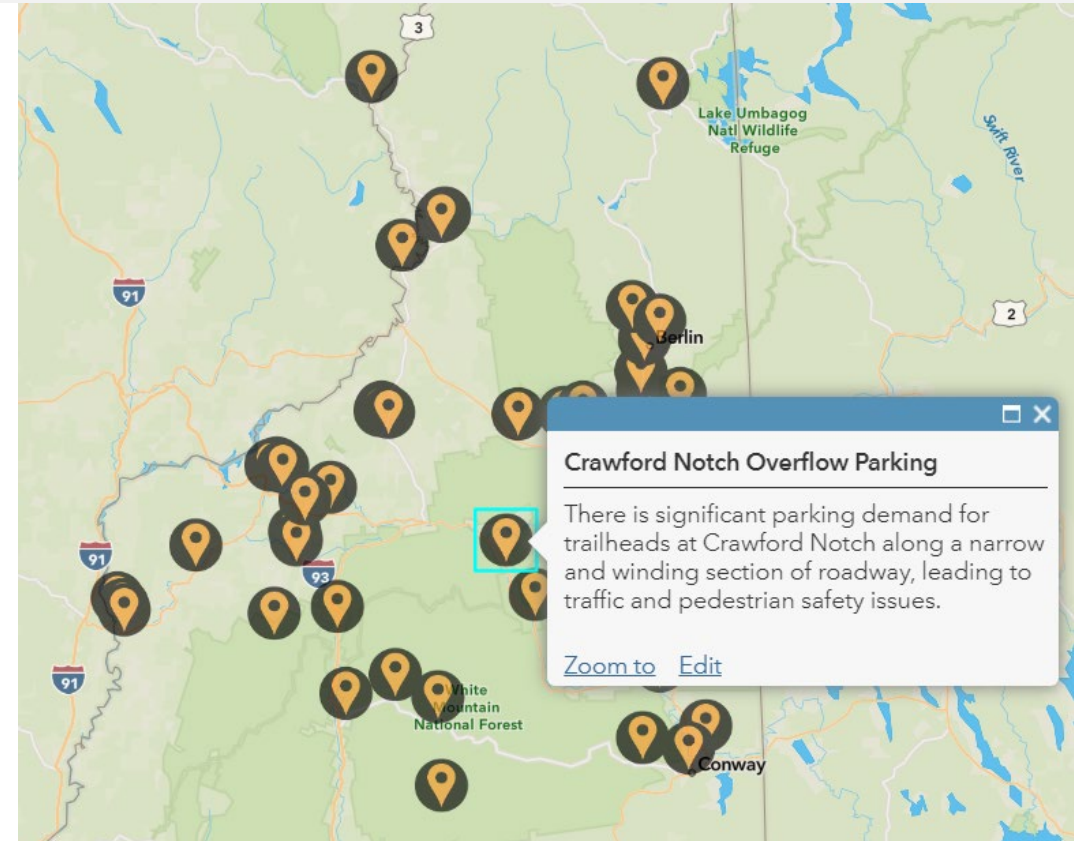 3
Lake Umbagog
Natl Wildlife
Refuge
Swift River
91
2
Berlin
Crawford Notch Overflow Parking
There is significant parking demand for
trailheads at Crawford Notch along a narrow
and winding section of roadway, leading to
traffic and pedestrian safety issues.
Zoom to Edit
91
93
91
White
Mountain
National Forest
Conway